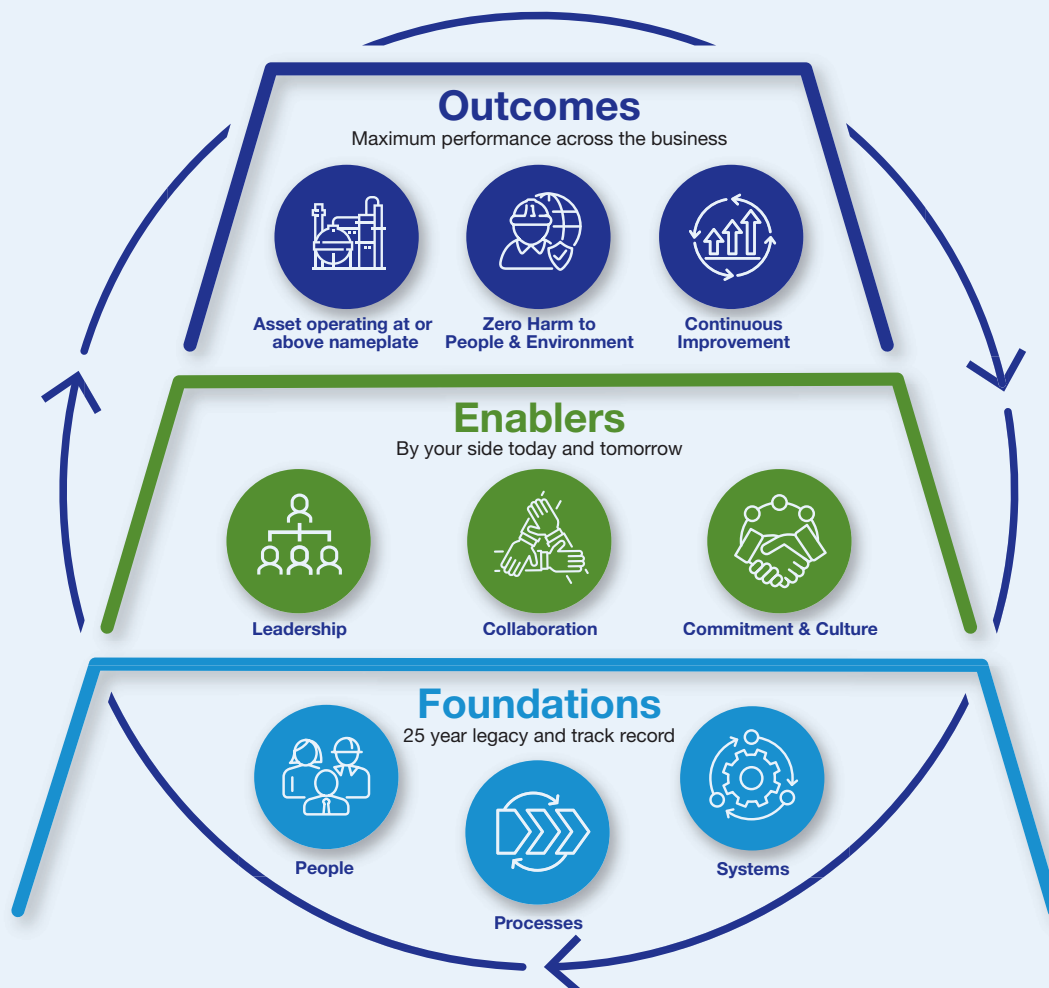 Outcomes
Maximum performance across the business
Asset operating at or
above nameplate
Zero Harm to
People & Environment
Continuous
Improvement
Enablers
By your side today and tomorrow
Leadership
Collaboration
Commitment & Culture
Foundations
25 year legacy and track record
People
Processes
Systems